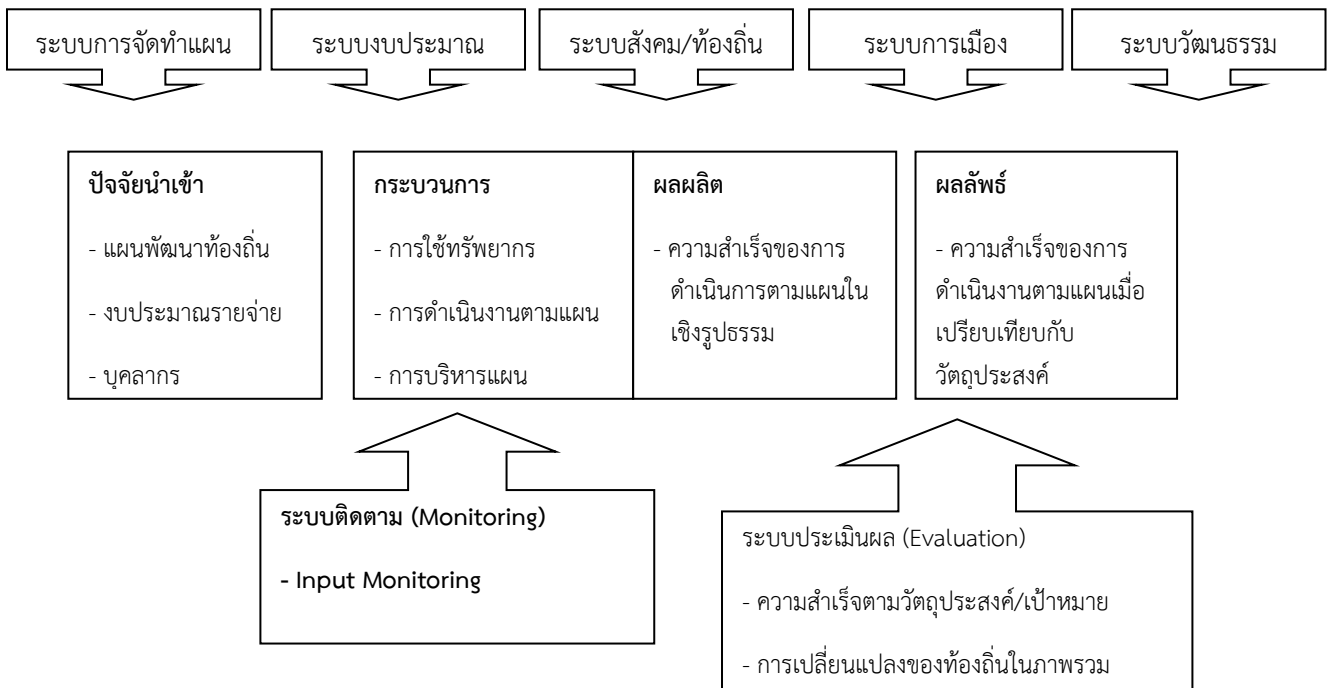 ระบบการจัดทำแผน
ระบบงบประมาณ
ระบบสังคม/ท้องถิ่น
ระบบการเมือง
ระบบวัฒนธรรม
ปัจจัยนำเข้า
- แผนพัฒนาท้องถิ่น
- งบประมาณรายจ่าย
- บุคลากร
กระบวนการ
- การใช้ทรัพยากร
- การดำเนินงานตามแผน
- การบริหารแผน
ผลผลิต
- ความสำเร็จของการ
ดำเนินการตามแผนใน
เชิงรูปธรรม
ผลลัพธ์
- ความสำเร็จของการ
ดำเนินงานตามแผนเมื่อ
เปรียบเทียบกับ
วัตถุประสงค์
ระบบติดตาม (Monitoring)
- Input Monitoring
ระบบประเมินผล (Evaluation)
- ความสำเร็จตามวัตถุประสงค์/เป้าหมาย
- การเปลี่ยนแปลงของท้องถิ่นในภาพรวม